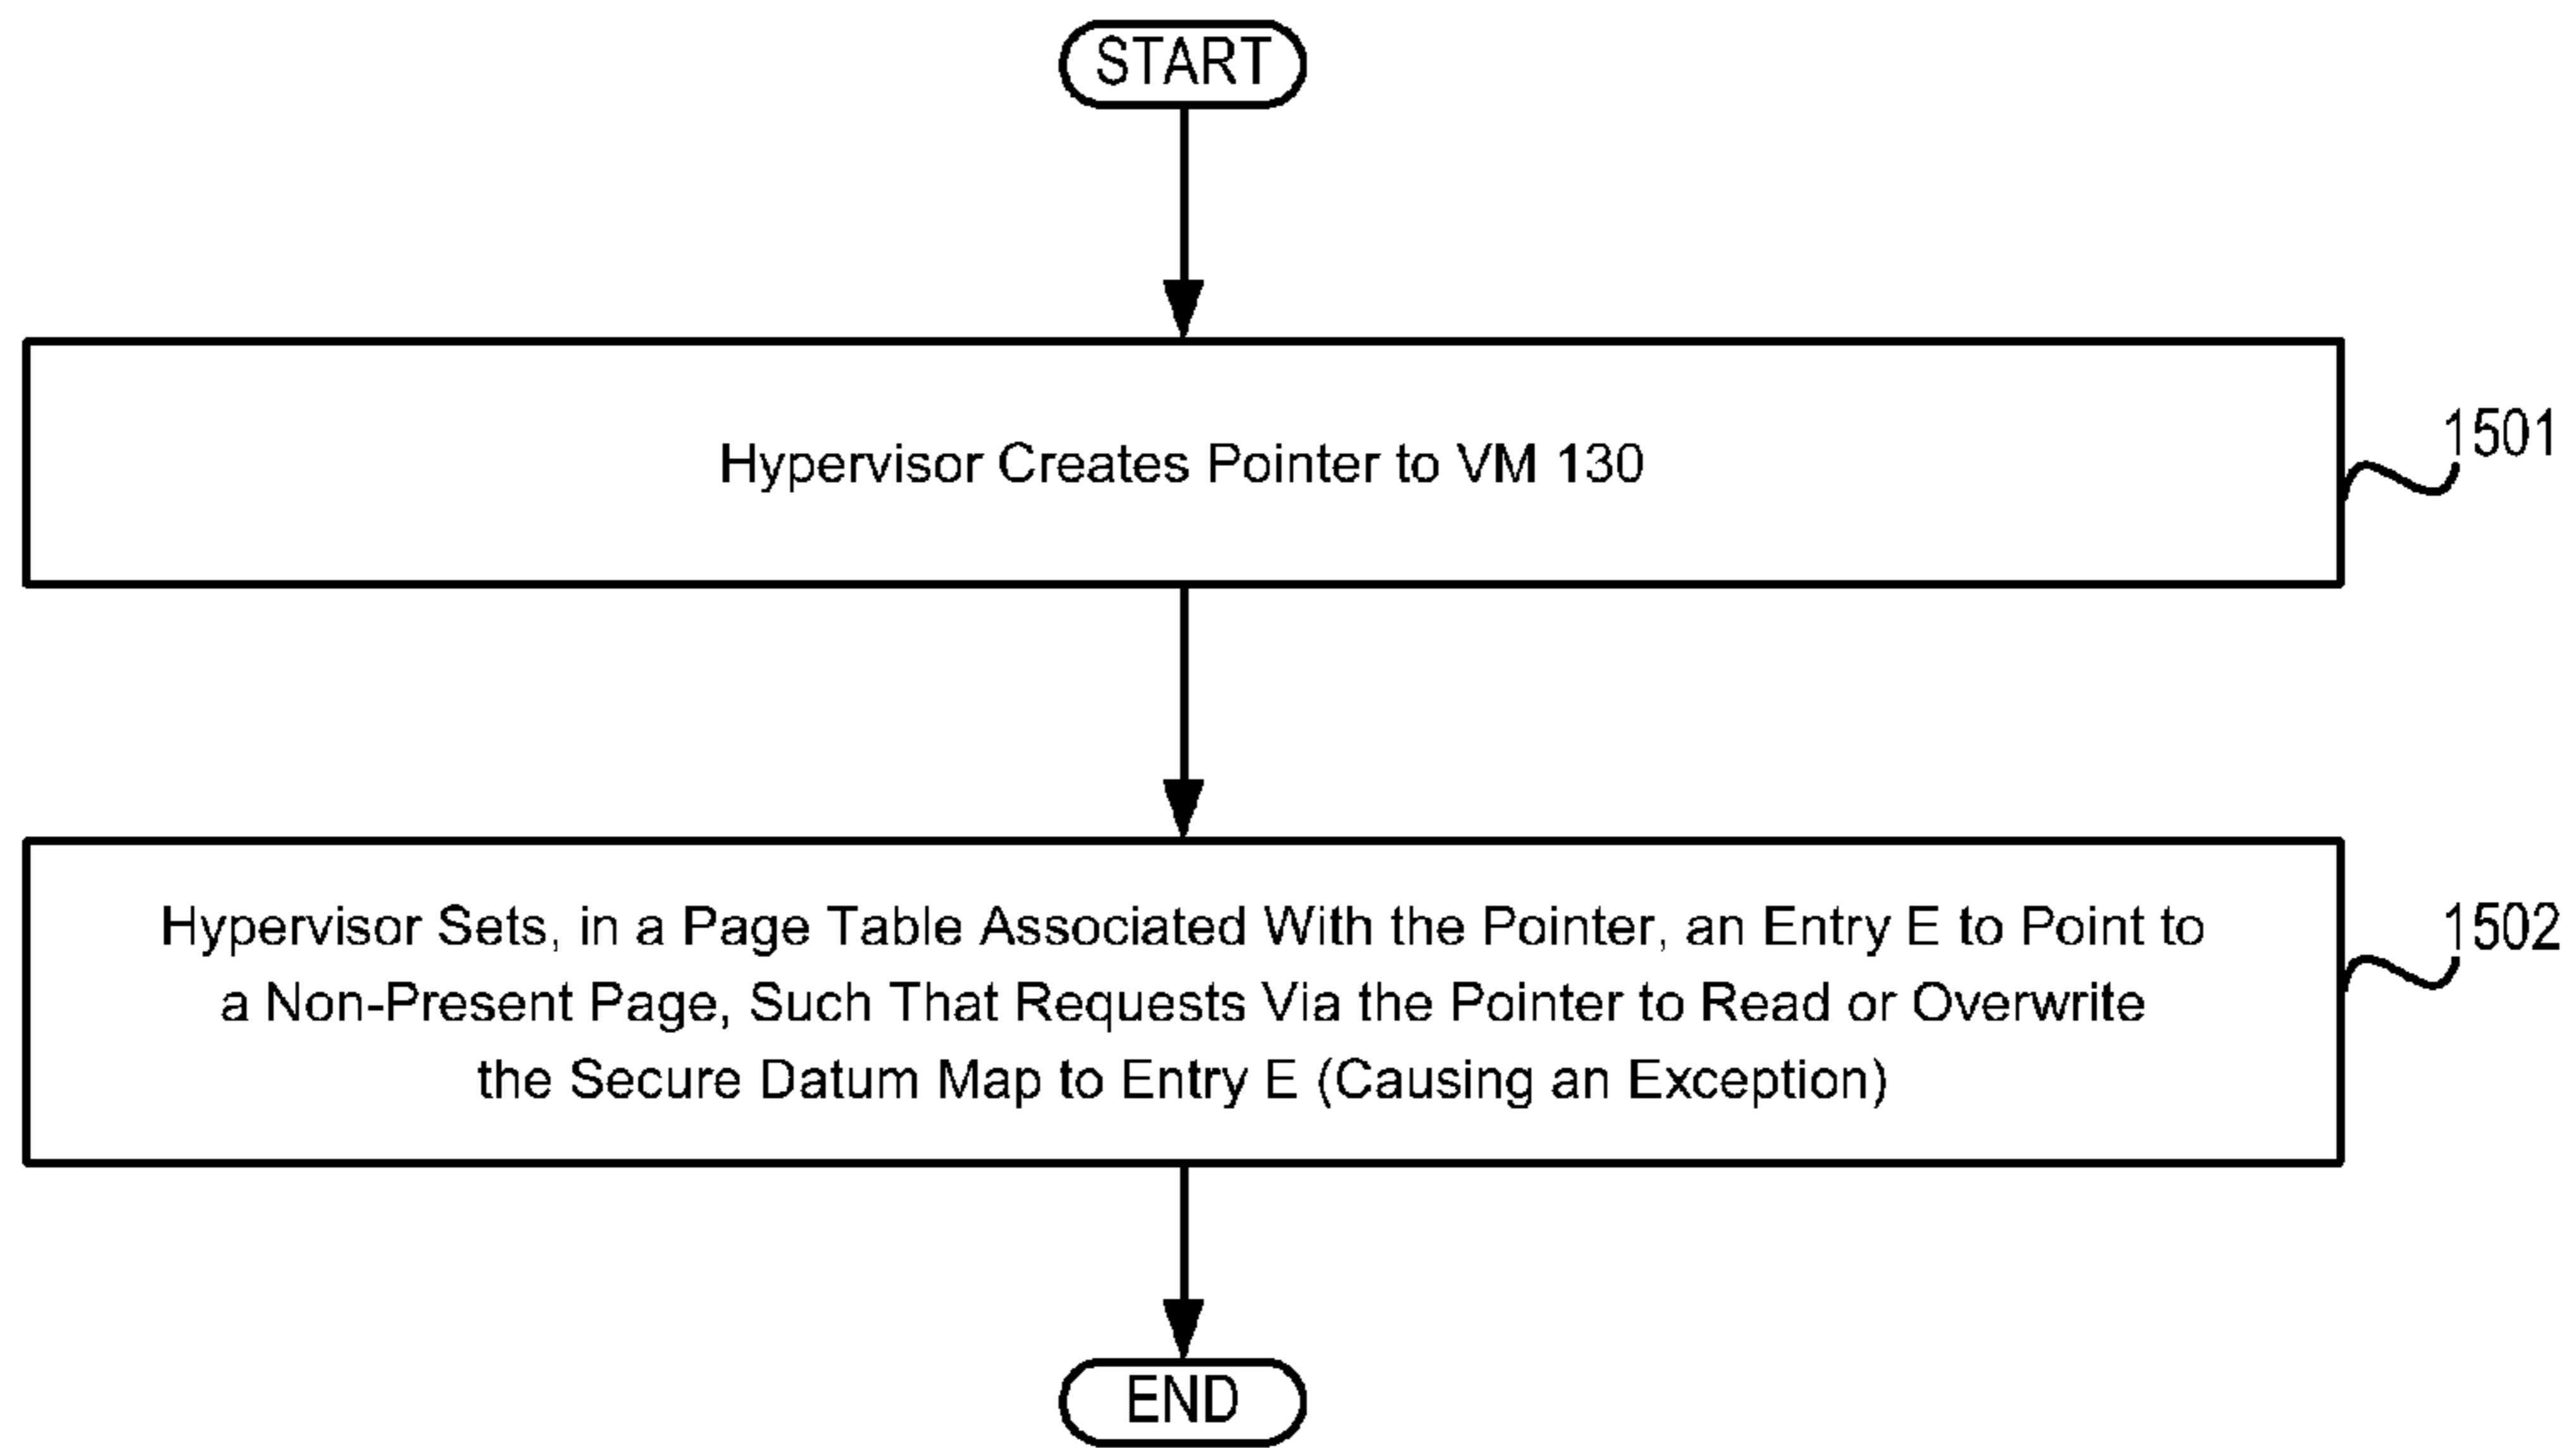 START
Hypervisor Creates Pointer to VM 130
1501
Hypervisor Sets, in a Page Table Associated With the Pointer, an Entry E to Point to
a Non-Present Page, Such That Requests Via the Pointer to Read or Overwrite
the Secure Datum Map to Entry E (Causing an Exception)
1502
END